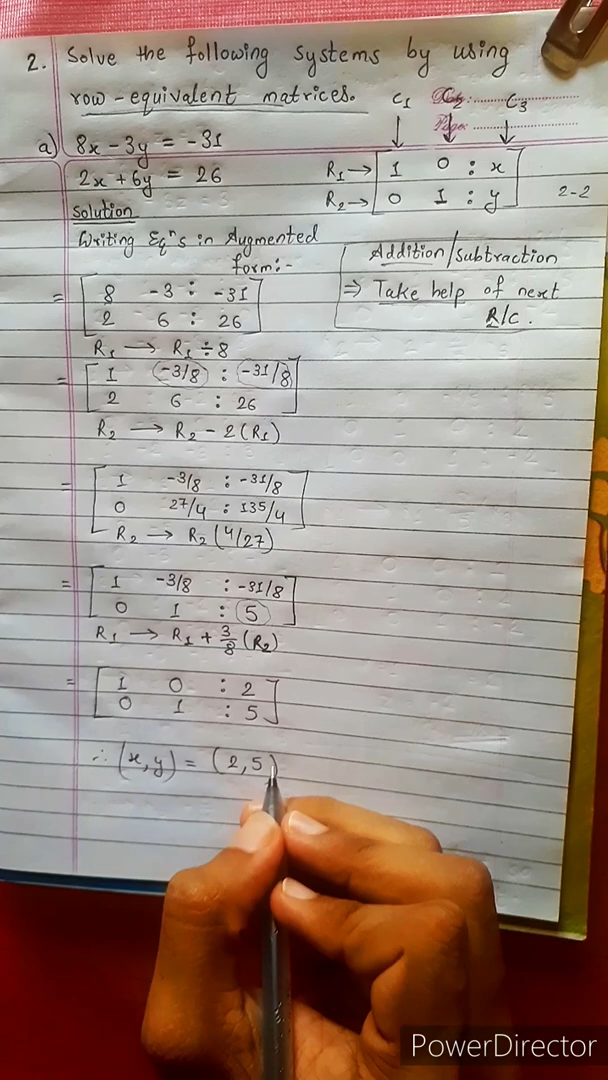 2. Solve the following systems by using
row-equivalent matrices.
C1 C2 C3
a) 8x - 3y = -31
2x + 6y = 26
R1 → [ 1 0 : x ]
R2 → [ 0 1 : y ]
2-2
Solution
Writing Eqⁿs in Augmented
form:-
Addition/subtraction
⇒ Take help of next
R/C.
= [ 8 -3 : -31 ]
[ 2 6 : 26 ]
R1 → R1 ÷ 8
= [ 1 -3/8 : -31/8 ]
[ 2 6 : 26 ]
R2 → R2 - 2(R1)
= [ 1 -3/8 : -31/8 ]
[ 0 27/4 : 135/4 ]
R2 → R2 (4/27)
= [ 1 -3/8 : -31/8 ]
[ 0 1 : 5 ]
R1 → R1 + 3/8 (R2)
= [ 1 0 : 2 ]
[ 0 1 : 5 ]
∴ (x,y) = (2,5)
PowerDirector